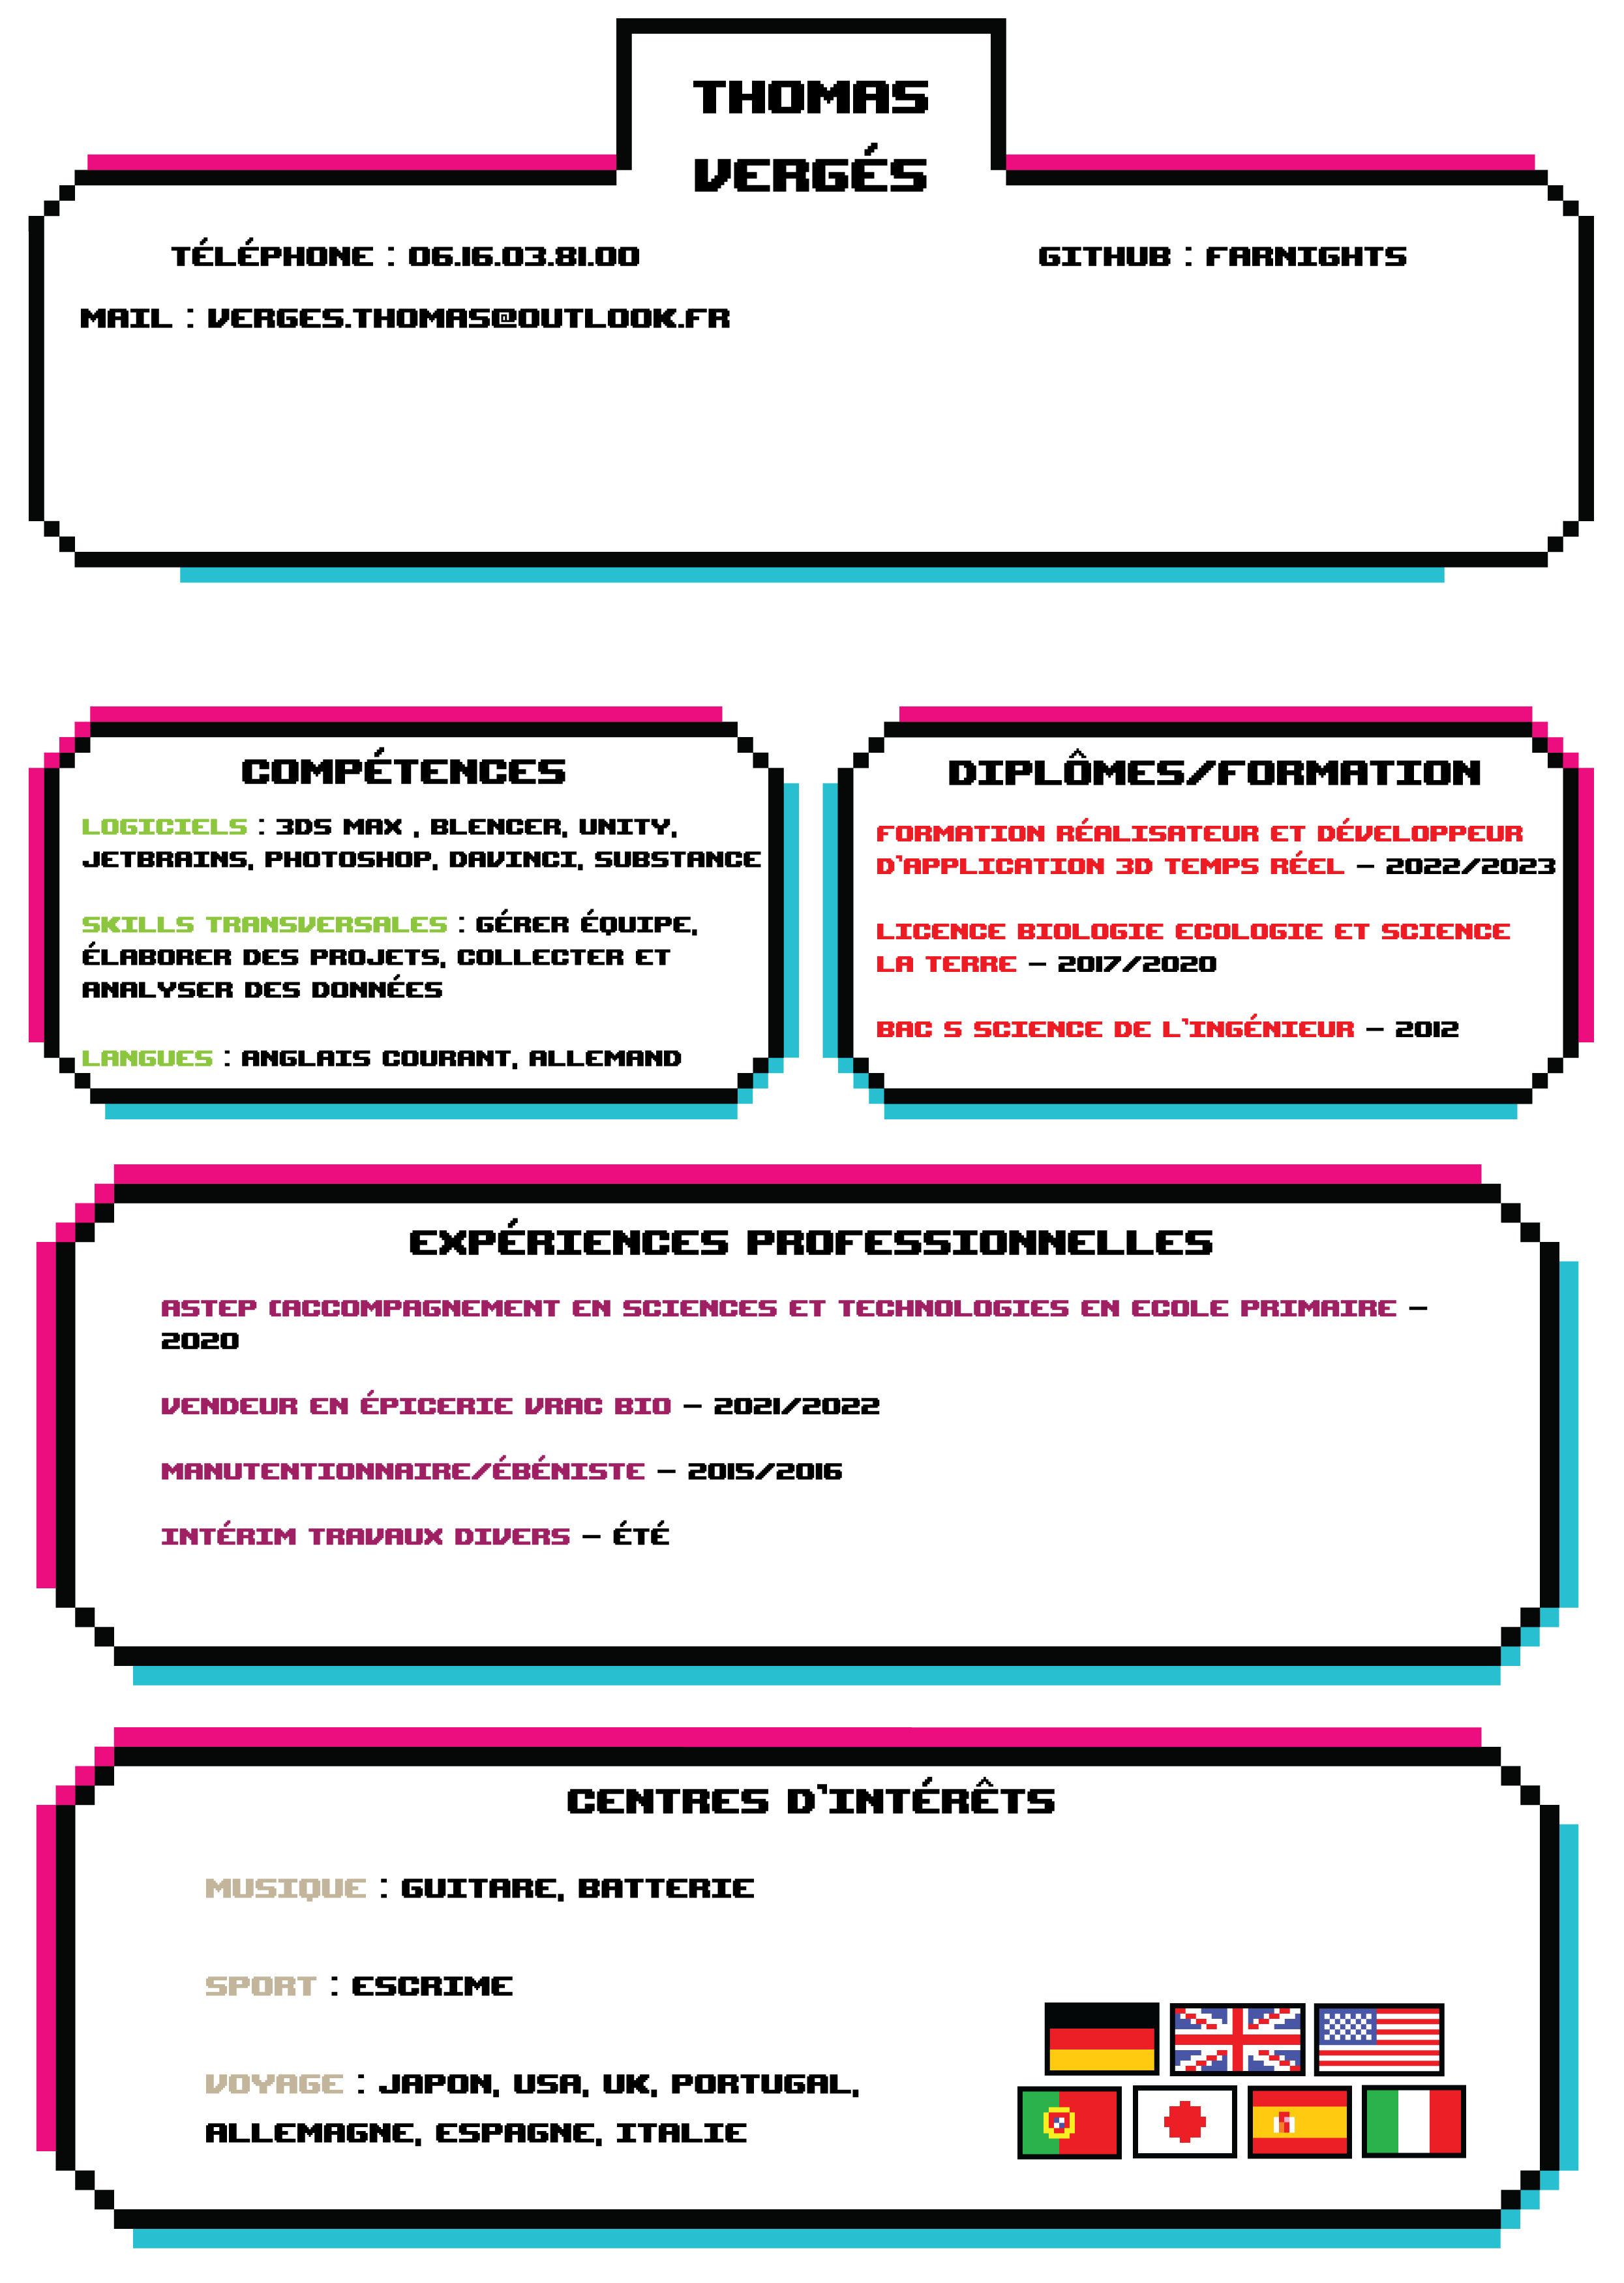 THOMAS
VERGÉS
TÉLÉPHONE : 06.16.03.81.00
GITHUB : FARNIGHTS
MAIL : VERGES.THOMAS@OUTLOOK.FR
COMPÉTENCES
LOGICIELS : 3DS MAX , BLENCER, UNITY,
JETBRAINS, PHOTOSHOP, DAVINCI, SUBSTANCE
SKILLS TRANSVERSALES : GÉRER ÉQUIPE,
ÉLABORER DES PROJETS, COLLECTER ET
ANALYSER DES DONNÉES
LANGUES : ANGLAIS COURANT, ALLEMAND
DIPLÔMES/FORMATION
FORMATION RÉALISATEUR ET DÉVELOPPEUR
D'APPLICATION 3D TEMPS RÉEL – 2022/2023
LICENCE BIOLOGIE ECOLOGIE ET SCIENCE
LA TERRE – 2017/2020
BAC S SCIENCE DE L'INGÉNIEUR – 2012
EXPÉRIENCES PROFESSIONNELLES
ASTEP (ACCOMPAGNEMENT EN SCIENCES ET TECHNOLOGIES EN ECOLE PRIMAIRE –
2020
VENDEUR EN ÉPICERIE VRAC BIO – 2021/2022
MANUTENTIONNAIRE/ÉBÉNISTE – 2015/2016
INTÉRIM TRAVAUX DIVERS – ÉTÉ
CENTRES D'INTÉRÊTS
MUSIQUE : GUITARE, BATTERIE
SPORT : ESCRIME
VOYAGE : JAPON, USA, UK, PORTUGAL,
ALLEMAGNE, ESPAGNE, ITALIE